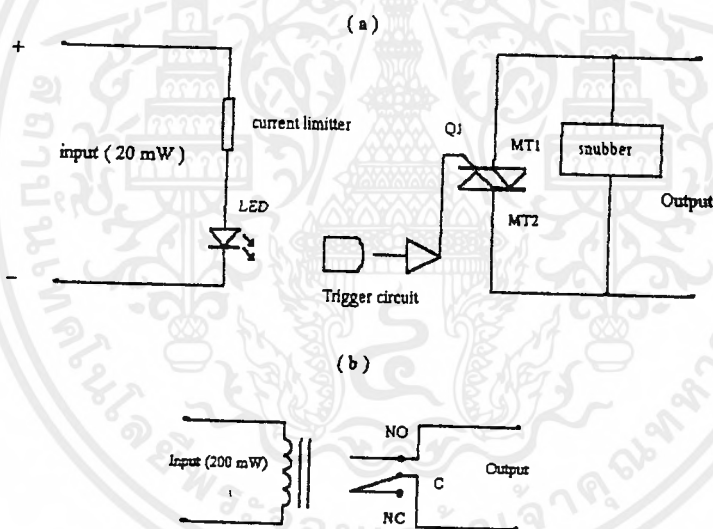 ( a )
+
current limitter
input ( 20 mW )
LED
-
Q1
MT1
MT2
snubber
Output
Trigger circuit
( b )
Input (200 mW)
NO
C
NC
Output